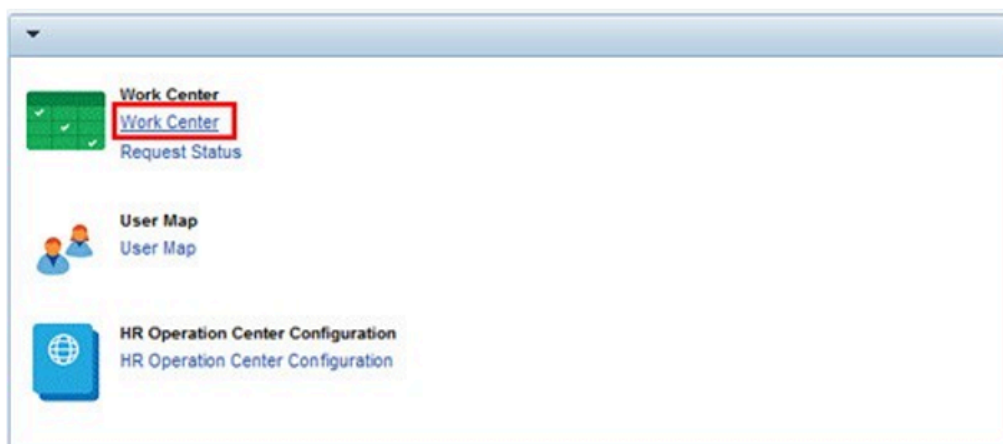 Work Center
Work Center
Request Status
User Map
User Map
HR Operation Center Configuration
HR Operation Center Configuration